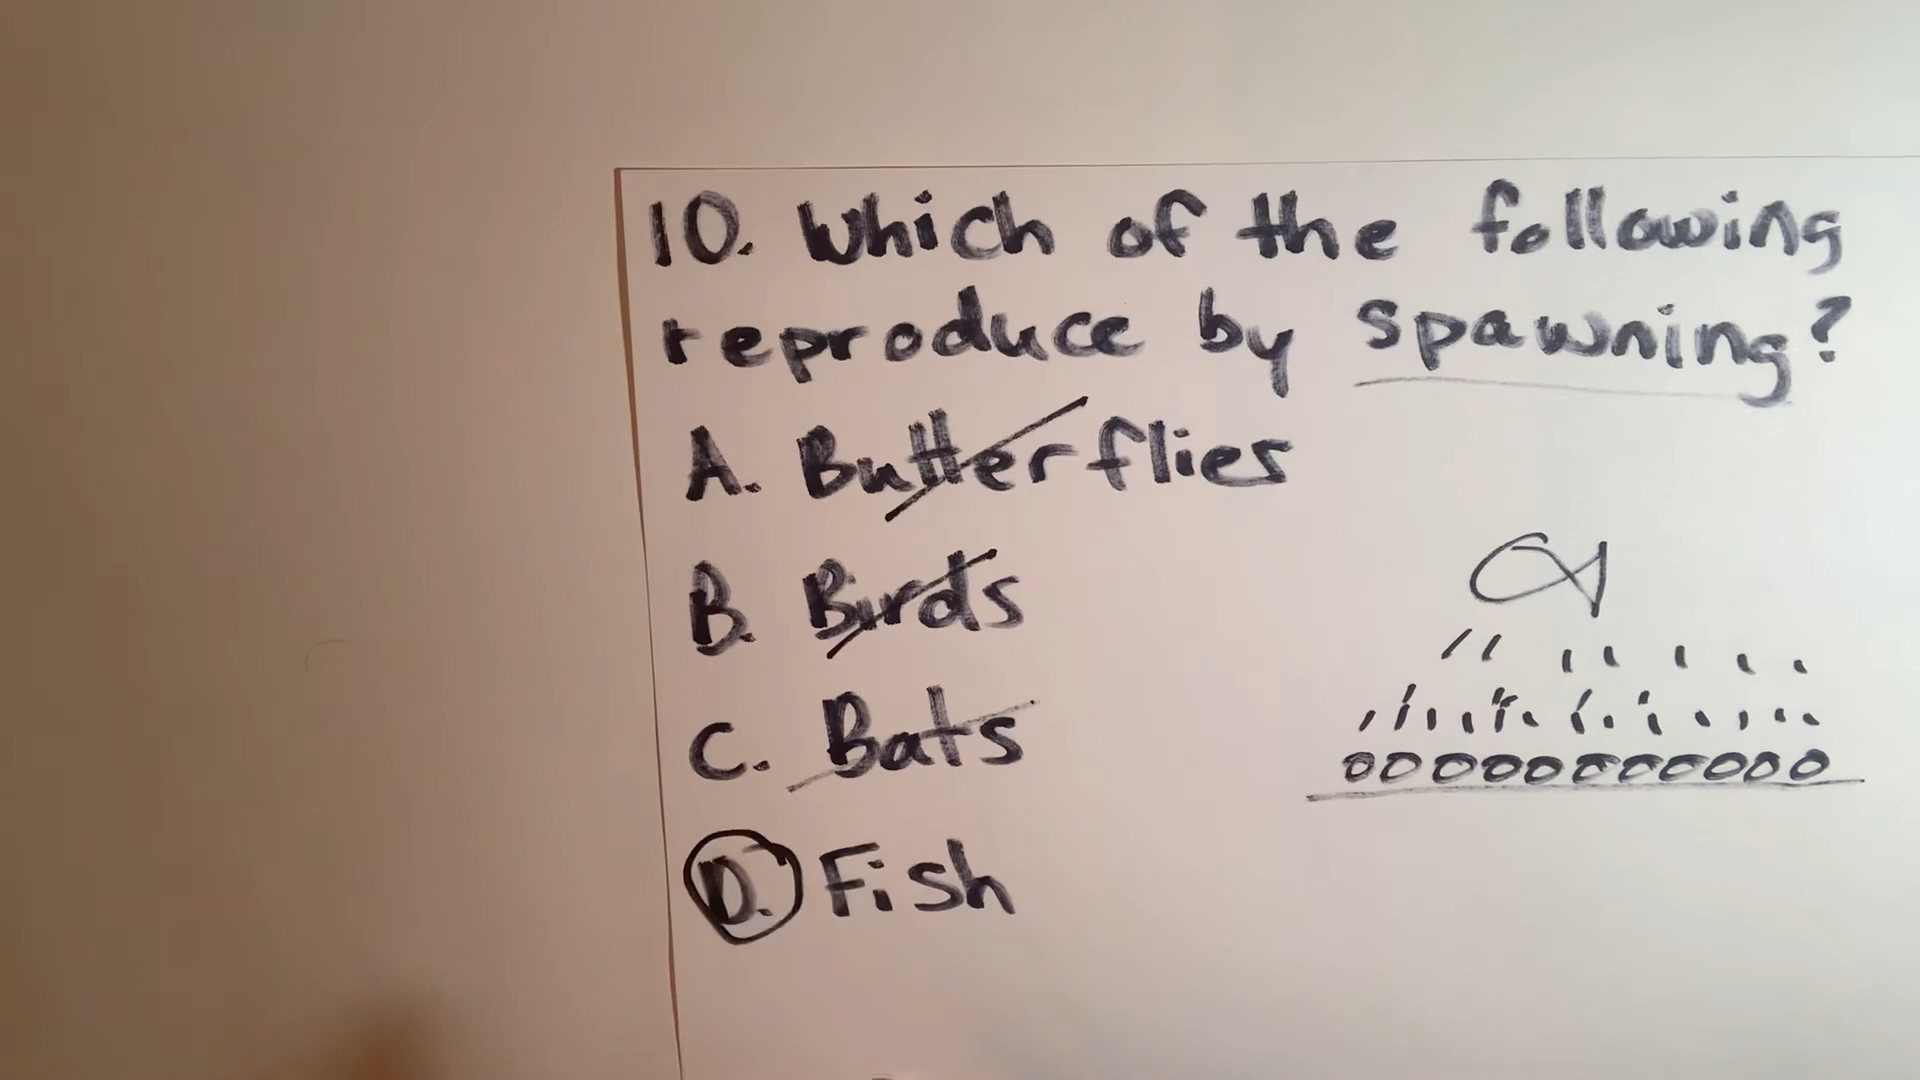 10. Which of the following
reproduce by spawning?
A. Butterflies
B. Birds
C. Bats
D. Fish